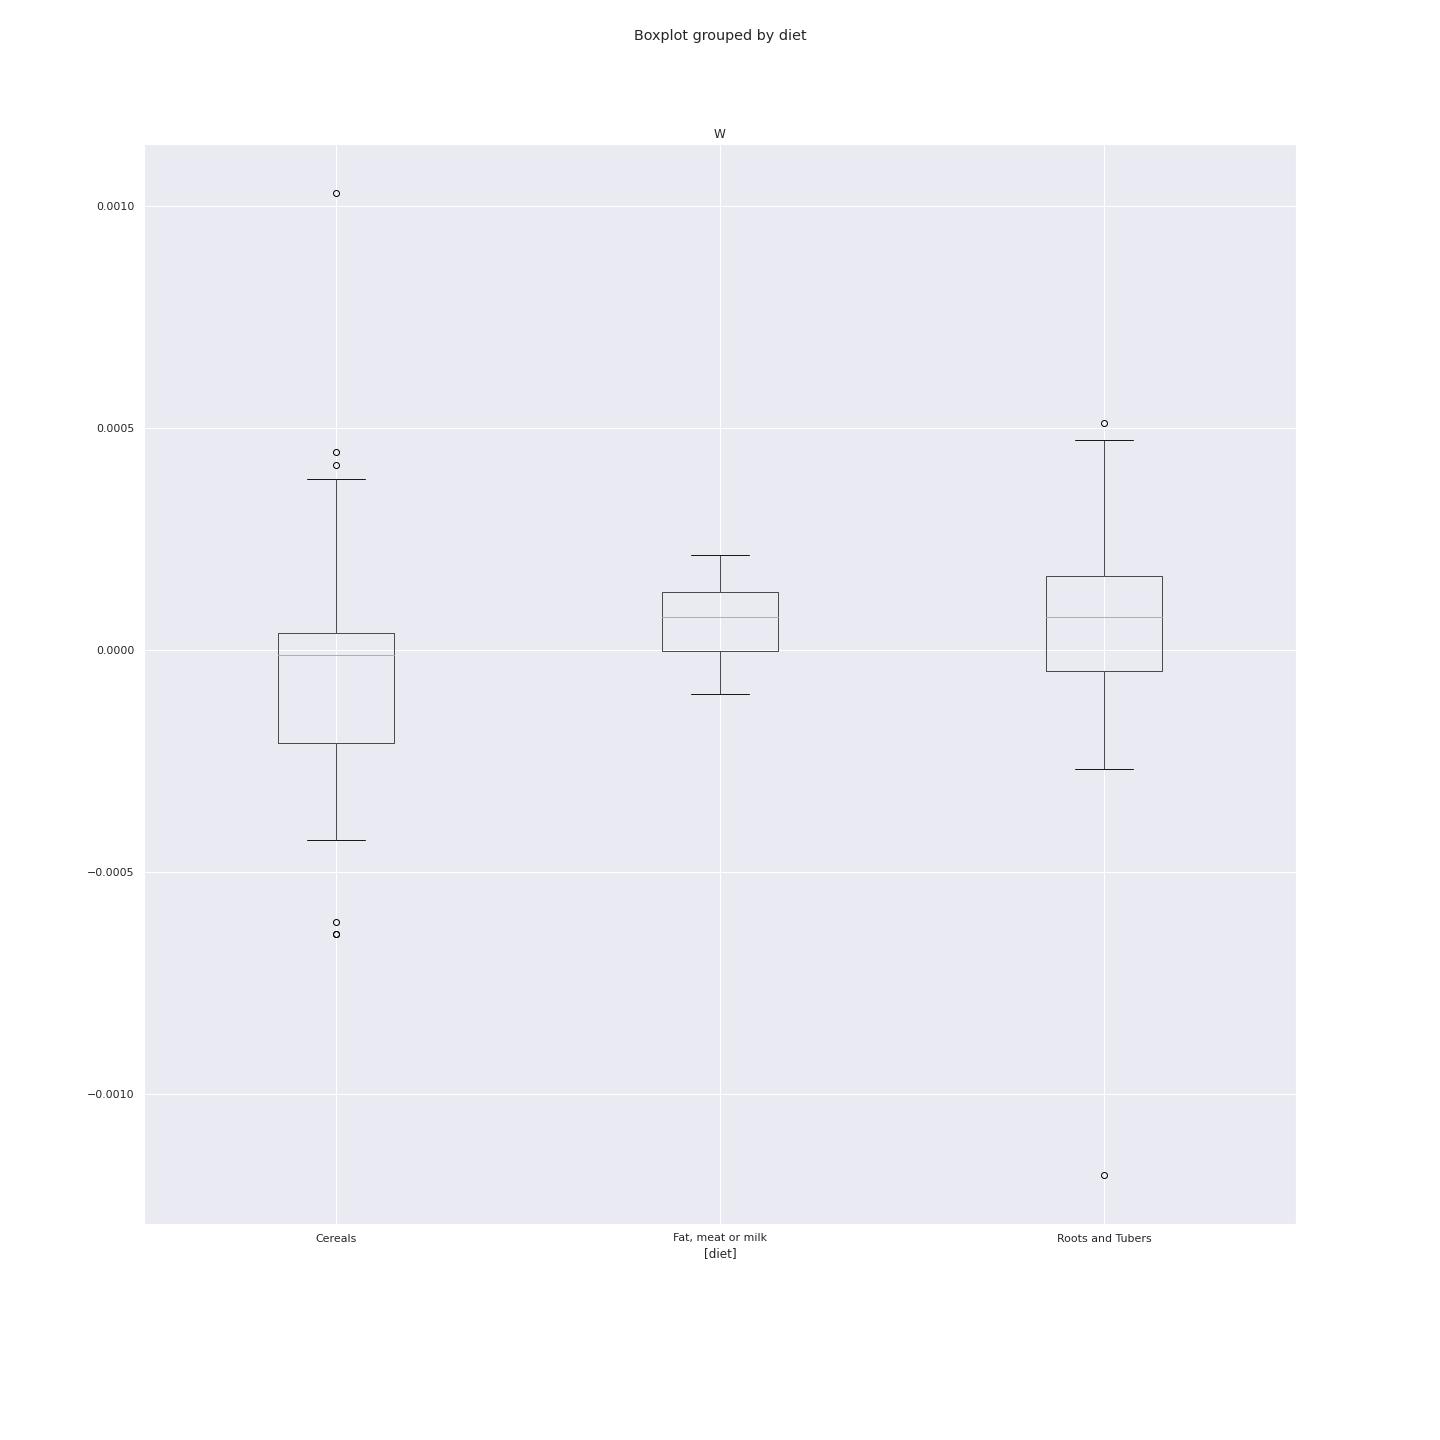 Boxplot grouped by diet
W
0.0010
0.0005
0.0000
−0.0005
−0.0010
Cereals Fat, meat or milk Roots and Tubers
[diet]